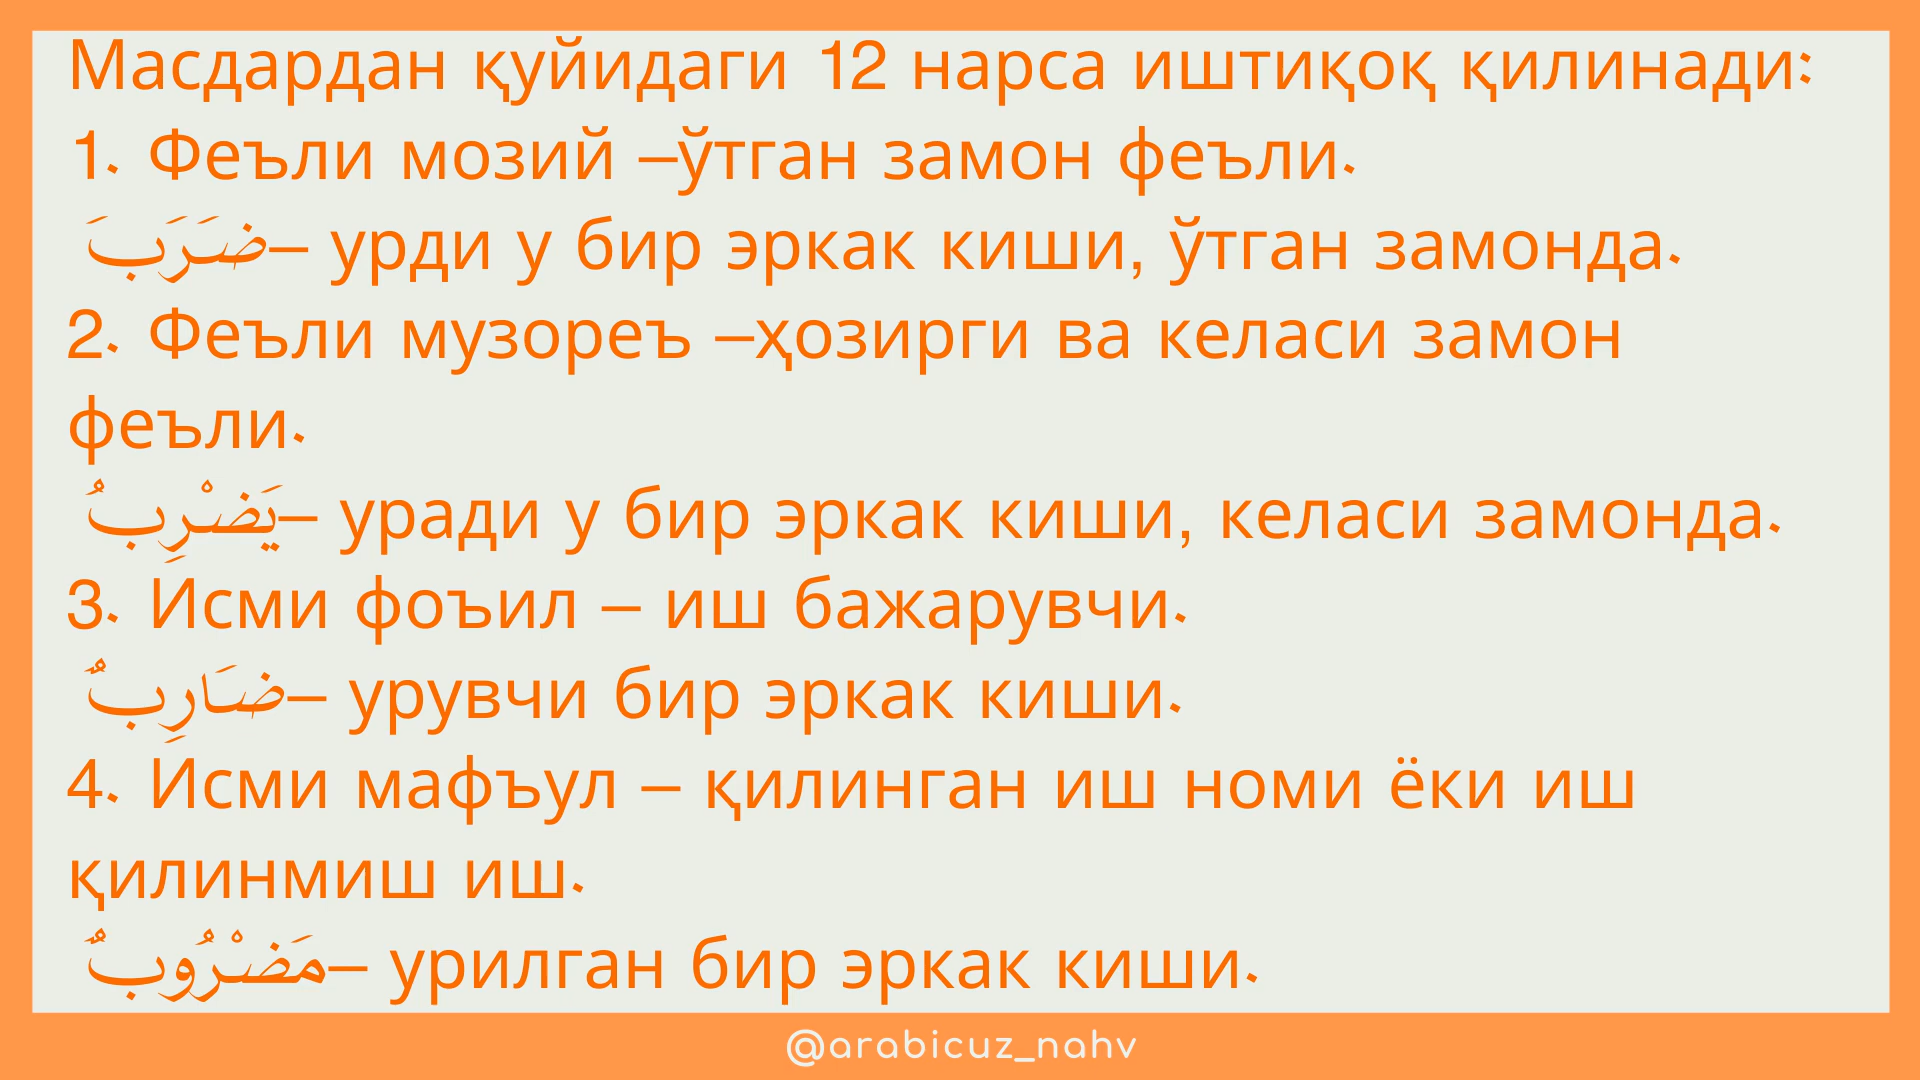 Масдардан қуйидаги 12 нарса иштиқоқ қилинади:
1. Феъли мозий –ўтган замон феъли.
ضَرَبَ– урди у бир эркак киши, ўтган замонда.
2. Феъли музореъ –ҳозирги ва келаси замон
феъли.
يَضْرِبُ– уради у бир эркак киши, келаси замонда.
3. Исми фоъил – иш бажарувчи.
ضَارِبٌ– урувчи бир эркак киши.
4. Исми мафъул – қилинган иш номи ёки иш
қилинмиш иш.
مَضْرُوبٌ– урилган бир эркак киши.
@arabicuz_nahv